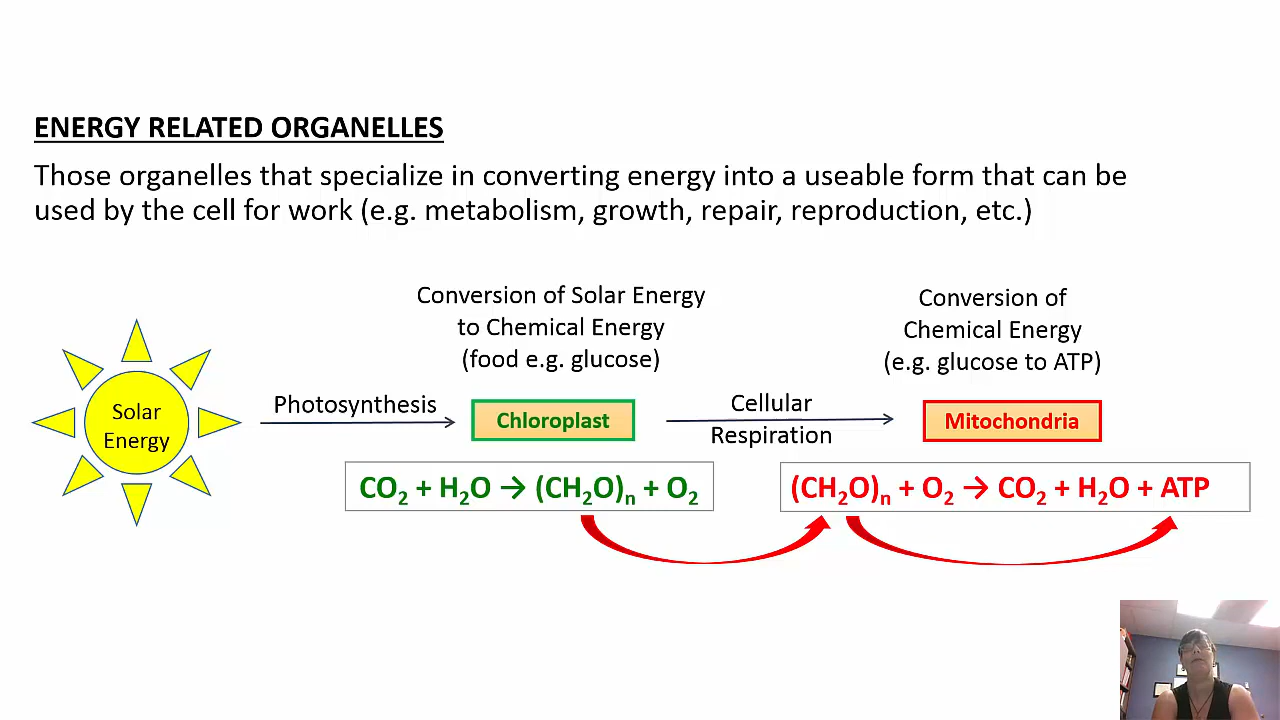 ENERGY RELATED ORGANELLES
Those organelles that specialize in converting energy into a useable form that can be
used by the cell for work (e.g. metabolism, growth, repair, reproduction, etc.)
Solar
Energy
Photosynthesis
Conversion of Solar Energy
to Chemical Energy
(food e.g. glucose)
Chloroplast
CO₂ + H₂O → (CH₂O)ₙ + O₂
Cellular
Respiration
Conversion of
Chemical Energy
(e.g. glucose to ATP)
Mitochondria
(CH₂O)ₙ + O₂ → CO₂ + H₂O + ATP